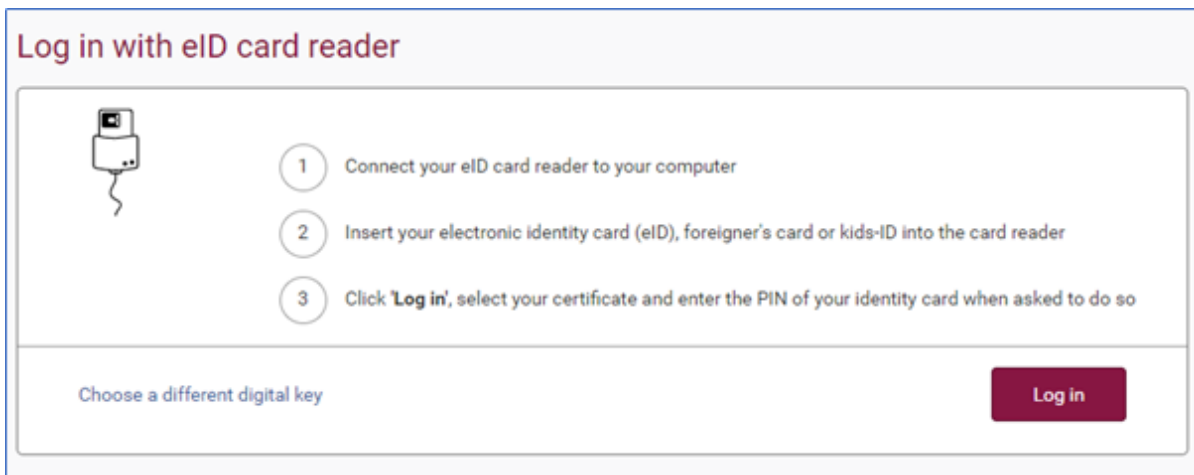 Log in with eID card reader
1 Connect your eID card reader to your computer
2 Insert your electronic identity card (eID), foreigner's card or kids-ID into the card reader
3 Click 'Log in', select your certificate and enter the PIN of your identity card when asked to do so
Choose a different digital key
Log in